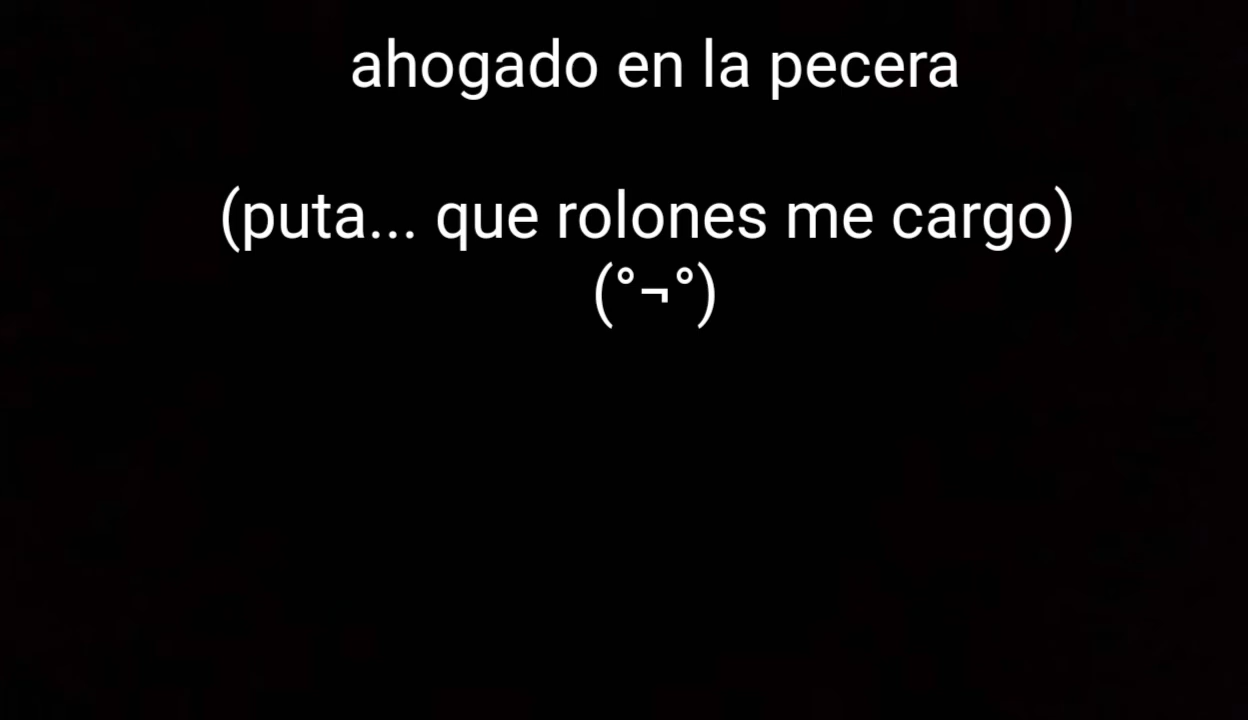 ahogado en la pecera
(puta... que rolones me cargo)
(°¬°)